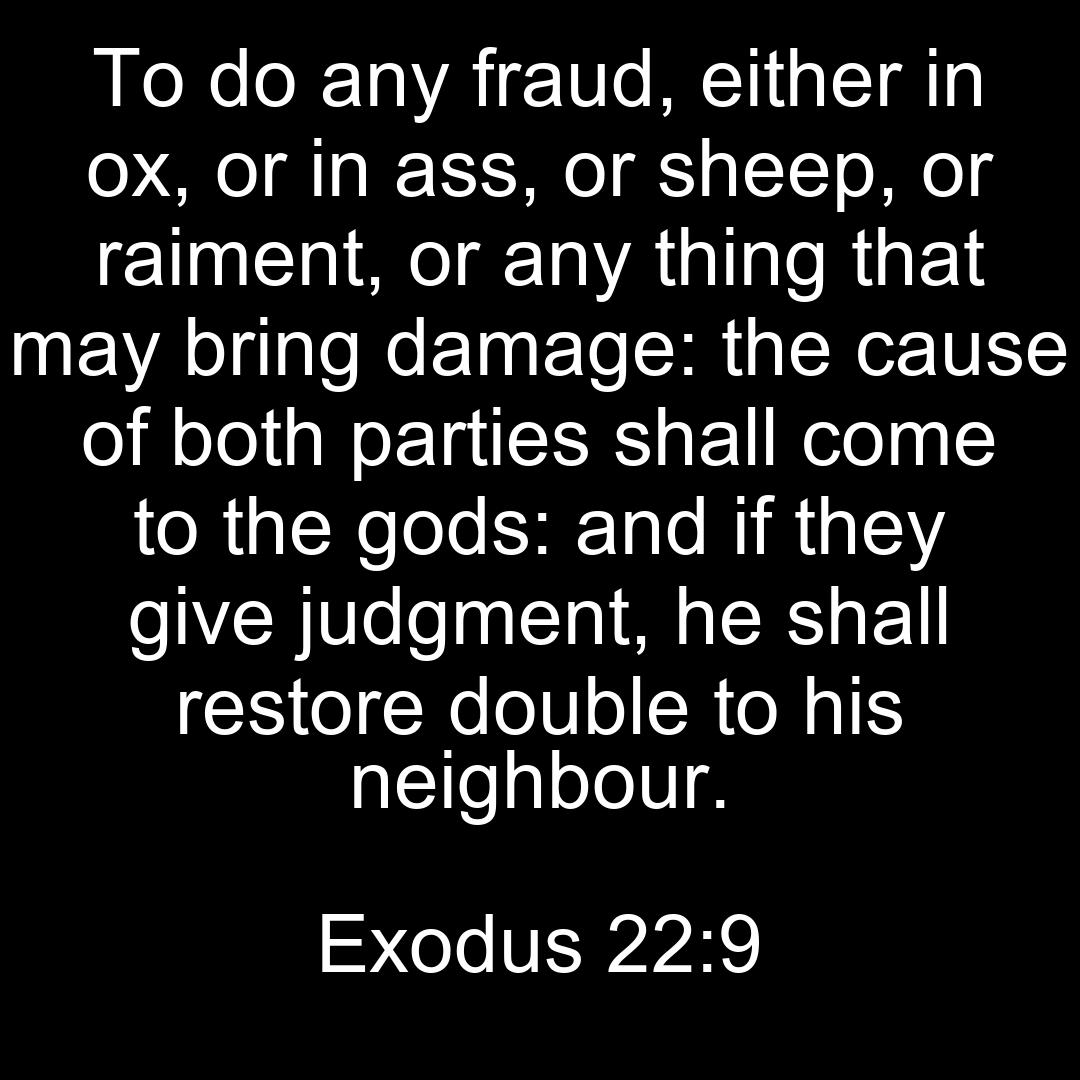 To do any fraud, either in
ox, or in ass, or sheep, or
raiment, or any thing that
may bring damage: the cause
of both parties shall come
to the gods: and if they
give judgment, he shall
restore double to his
neighbour.
Exodus 22:9